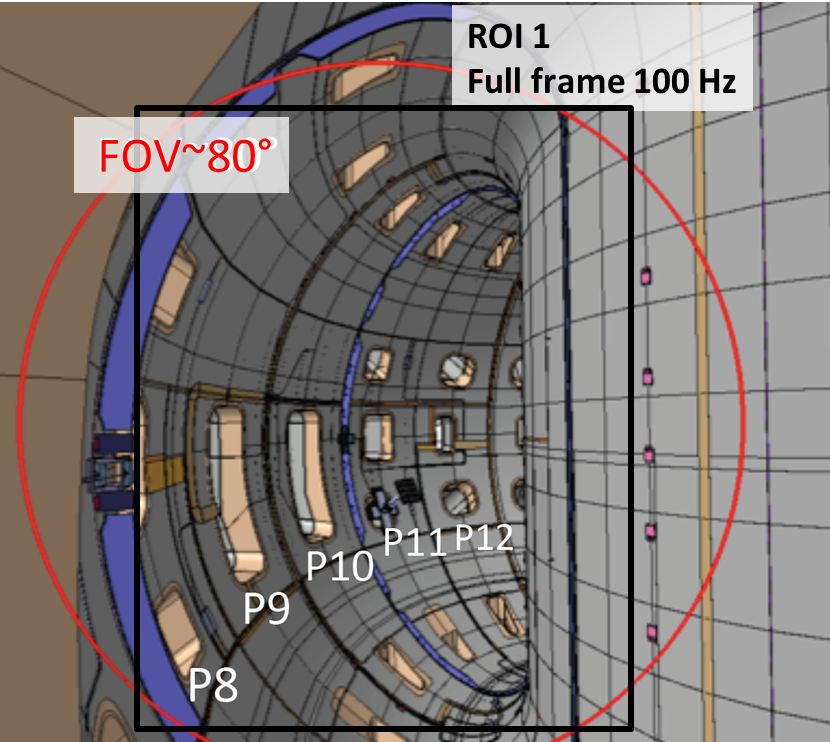 ROI 1
Full frame 100 Hz
FOV~80°
P11
P12
P10
P9
P8